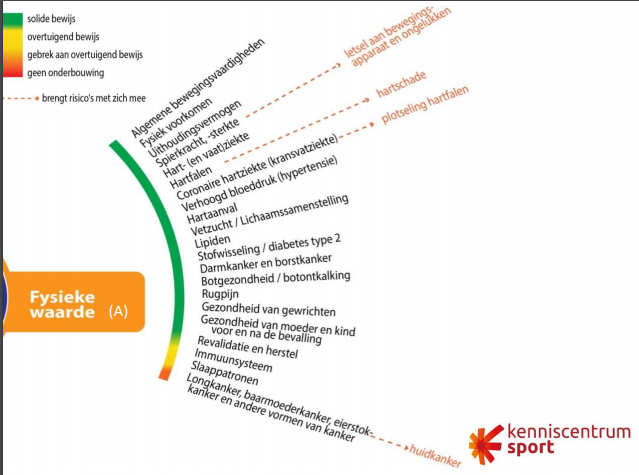 solide bewijs
overtuigend bewijs
gebrek aan overtuigend bewijs
geen onderbouwing
brengt risico's met zich mee
Algemene bewegingsvaardigheden
Fysiek voorkomen
Uithoudingsvermogen
Spierkracht, -sterkte
letsel aan bewegings-
apparaat en ongelukken
Hart- (en vaat)ziekte
Hartfalen
hartschade
Coronaire hartziekte (kransvatziekte)
plotseling hartfalen
Verhoogd bloeddruk (hypertensie)
Hartaanval
Vetzucht / Lichaamssamenstelling
Lipiden
Stofwisseling / diabetes type 2
Darmkanker en borstkanker
Botgezondheid / botontkalking
Rugpijn
Gezondheid van gewrichten
Gezondheid van moeder en kind
voor en na de bevalling
Revalidatie en herstel
Immuunsysteem
Slaappatronen
Longkanker, baarmoederkanker, eierstok-
kanker en andere vormen van kanker
huidkanker
Fysieke
waarde (A)
kenniscentrum
sport